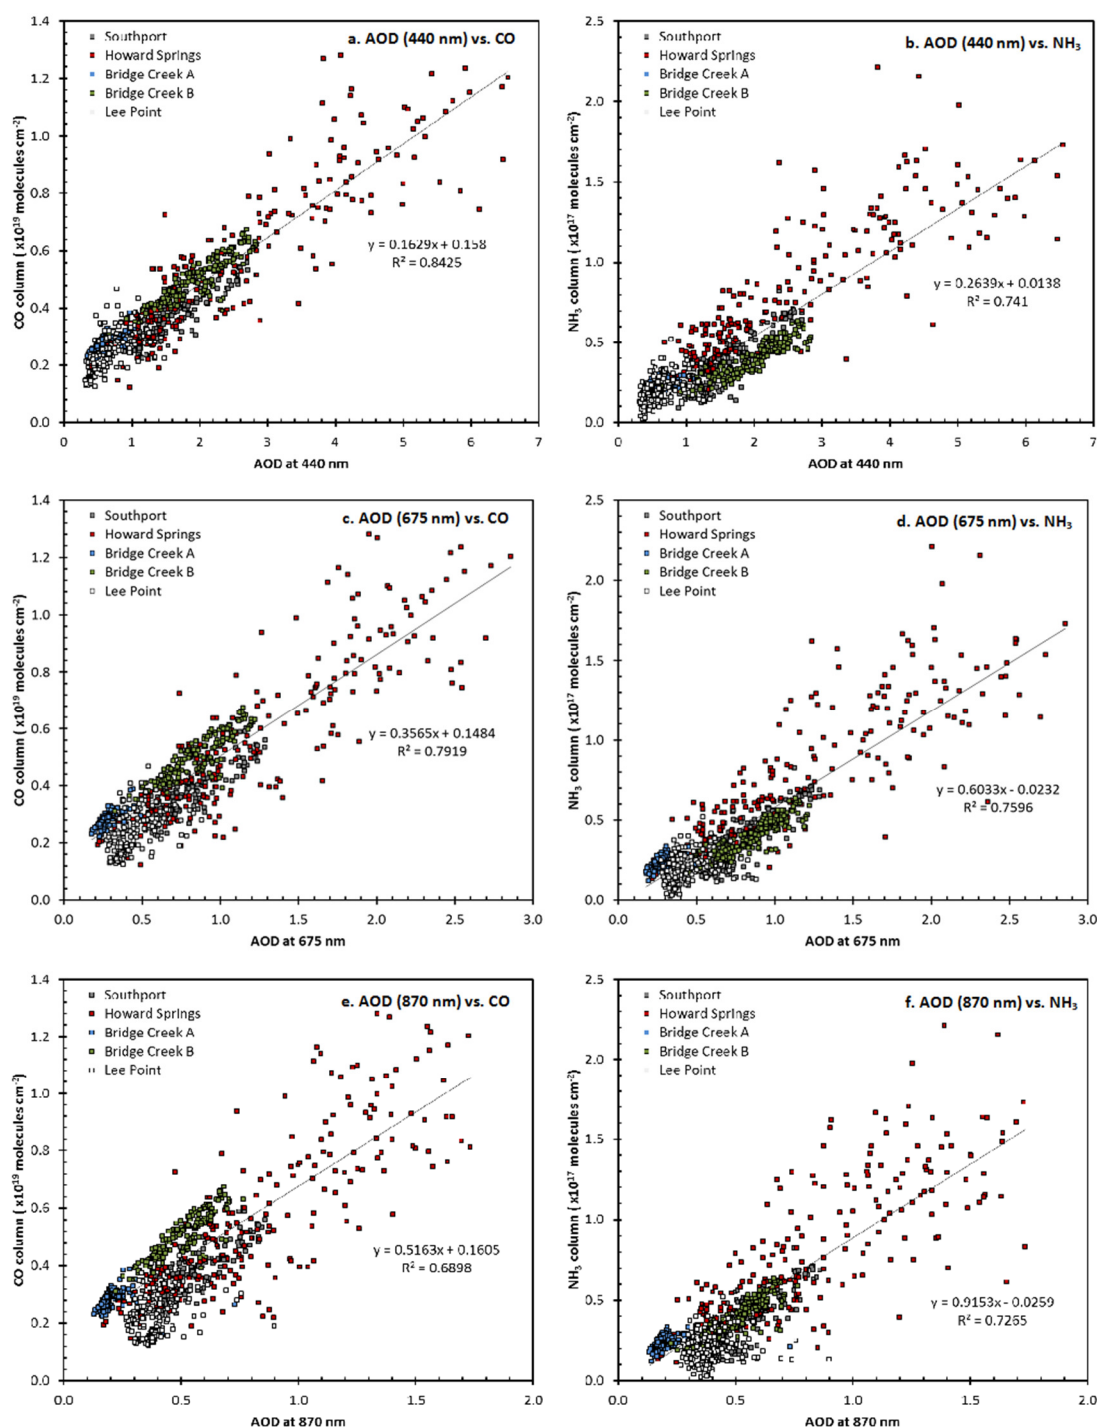 a. AOD (440 nm) vs. CO
Southport
Howard Springs
Bridge Creek A
Bridge Creek B
Lee Point
y = 0.1629x + 0.158
R² = 0.8425
CO column ( x10¹⁹ molecules cm⁻²)
1.4
1.2
1.0
0.8
0.6
0.4
0.2
0.0
0 1 2 3 4 5 6 7
AOD at 440 nm
b. AOD (440 nm) vs. NH₃
Southport
Howard Springs
Bridge Creek A
Bridge Creek B
Lee Point
y = 0.2639x + 0.0138
R² = 0.741
NH₃ column ( x10¹⁷ molecules cm⁻²)
2.5
2.0
1.5
1.0
0.5
0.0
0 1 2 3 4 5 6 7
AOD at 440 nm
c. AOD (675 nm) vs. CO
Southport
Howard Springs
Bridge Creek A
Bridge Creek B
Lee Point
y = 0.3565x + 0.1484
R² = 0.7919
CO column ( x10¹⁹ molecules cm⁻²)
1.4
1.2
1.0
0.8
0.6
0.4
0.2
0.0
0.0 0.5 1.0 1.5 2.0 2.5 3.0
AOD at 675 nm
d. AOD (675 nm) vs. NH₃
Southport
Howard Springs
Bridge Creek A
Bridge Creek B
Lee Point
y = 0.6033x - 0.0232
R² = 0.7596
NH₃ column ( x10¹⁷ molecules cm⁻²)
2.5
2.0
1.5
1.0
0.5
0.0
0.0 0.5 1.0 1.5 2.0 2.5 3.0
AOD at 675 nm
e. AOD (870 nm) vs. CO
Southport
Howard Springs
Bridge Creek A
Bridge Creek B
Lee Point
y = 0.5163x + 0.1605
R² = 0.6898
CO column ( x10¹⁹ molecules cm⁻²)
1.4
1.2
1.0
0.8
0.6
0.4
0.2
0.0
0.0 0.5 1.0 1.5 2.0
AOD at 870 nm
f. AOD (870 nm) vs. NH₃
Southport
Howard Springs
Bridge Creek A
Bridge Creek B
Lee Point
y = 0.9153x - 0.0259
R² = 0.7265
NH₃ column ( x10¹⁷ molecules cm⁻²)
2.5
2.0
1.5
1.0
0.5
0.0
0.0 0.5 1.0 1.5 2.0
AOD at 870 nm